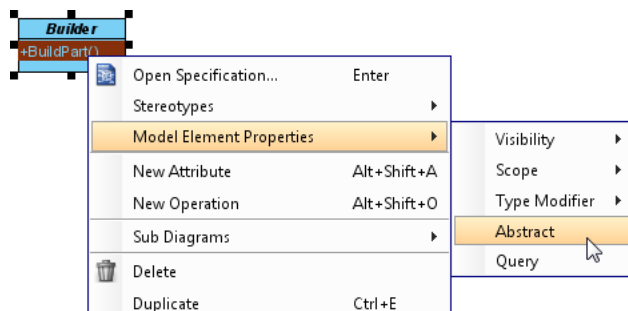 Builder
+BuildPart()
Open Specification... Enter
Stereotypes
Model Element Properties
New Attribute Alt+Shift+A
New Operation Alt+Shift+O
Sub Diagrams
Delete
Duplicate Ctrl+E
Visibility
Scope
Type Modifier
Abstract
Query